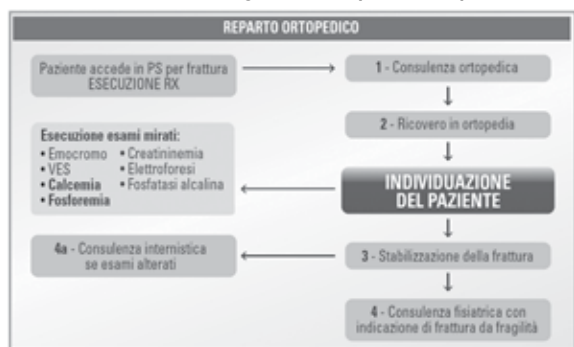 REPARTO ORTOPEDICO
Paziente accede in PS per frattura
ESECUZIONE RX
1 - Consulenza ortopedica
2 - Ricovero in ortopedia
Esecuzione esami mirati:
• Emocromo • Creatininemia
• VES • Elettroforesi
• Calcemia • Fosfatasi alcalina
• Fosforemia
INDIVIDUAZIONE
DEL PAZIENTE
4a - Consulenza internistica
se esami alterati
3 - Stabilizzazione della frattura
4 - Consulenza fisiatrica con
indicazione di frattura da fragilità